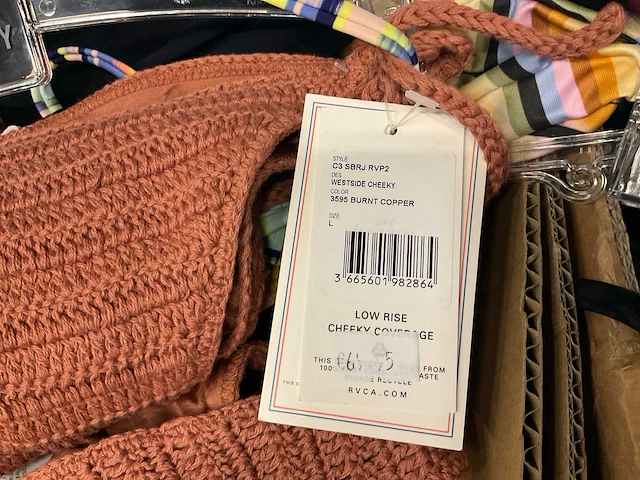 STYLE
C3 SBRJ RVP2
DES
WESTSIDE CHEEKY
COLOR
3595 BURNT COPPER
SIZE
L
3 665601 982864
LOW RISE
CHEEKY COVERAGE
THIS FROM
100
RECYCLE
RVCA.COM